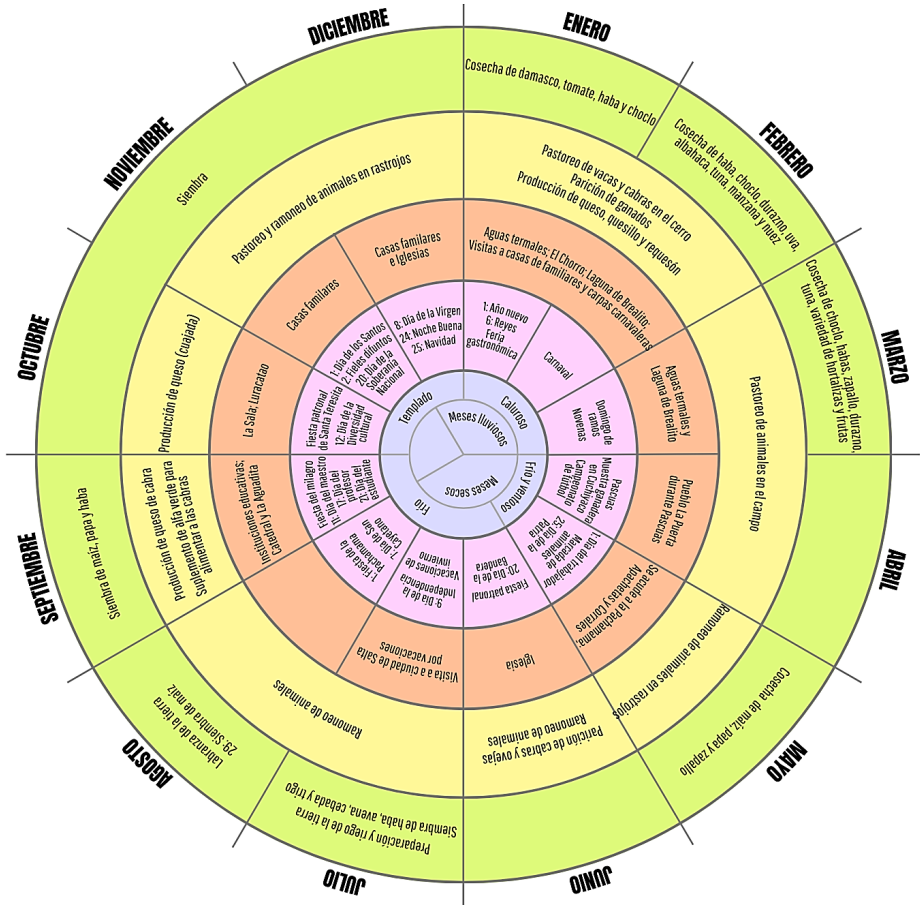 ENERO
FEBRERO
MARZO
ABRIL
MAYO
JUNIO
JULIO
AGOSTO
SEPTIEMBRE
OCTUBRE
NOVIEMBRE
DICIEMBRE
Cosecha de damasco, tomate, haba y choclo
Cosecha de haba, choclo, durazno, uva,
albahaca, tuna, manzana y nuez
Cosecha de choclo, habas, zapallo, durazno,
tuna, variedad de hortalizas y frutas
Cosecha de maíz, papa y zapallo
Preparación y riego de la tierra
Siembra de haba, avena, cebada y trigo
Labranza de la tierra
29: Siembra de maíz
Siembra de maíz, papa y haba
Siembra
Pastoreo de vacas y cabras en el cerro
Parición de ganados
Producción de queso, quesillo y requesón
Pastoreo de animales en el campo
Ramoneo de animales en rastrojos
Parición de cabras y ovejas
Ramoneo de animales
Ramoneo de animales
Producción de queso de cabra
Suplemento de alfa verde para
alimentar a las cabras
Producción de queso (cuajada)
Pastoreo y ramoneo de animales en rastrojos
Aguas termales; El Chorro; Laguna de Brealito;
Visitas a casas de familiares y carpas carnavaleras
Aguas termales y
Laguna de Brealito
Pueblo La Puerta
durante Pascuas
Se acude a la Pachamama;
Apachetas y Corrales
Iglesia
Visita a a ciudad de Salta
por vacaciones
Instituciones educativas;
Catedral y La Aguadita
La Sala; Luracatao
Casas familares
Casas familares
e Iglesias
1: Año nuevo
6: Reyes
Feria
gastronómica
Carnaval
Domingo de
ramos
Novenas
Pascuas
Muestra ganadera
en Cuchiyaco
Campeonato
de fútbol
1: día del trabajador
Marcada de
animales
25: Día de la
Patria
Fiesta patronal
20: Día de la
Bandera
9: Día de la
Independencia
Vacaciones de
invierno
1: Fiesta de la
Pachamama
7: Día de San
Cayetano
Fiesta del milagro
11: Día del maestro
17: Día del
profesor
21: Día del
estudiante
Fiesta patronal
de Santa Teresita
12: Día de la
Diversidad
cultural
1: Día de los Santos
2: Fieles difuntos
20: Día de la
Soberanía
Nacional
8: Día de la Virgen
24: Noche Buena
25: Navidad
Caluroso
Frío y ventoso
Frío
Templado
Meses lluviosos
Meses secos